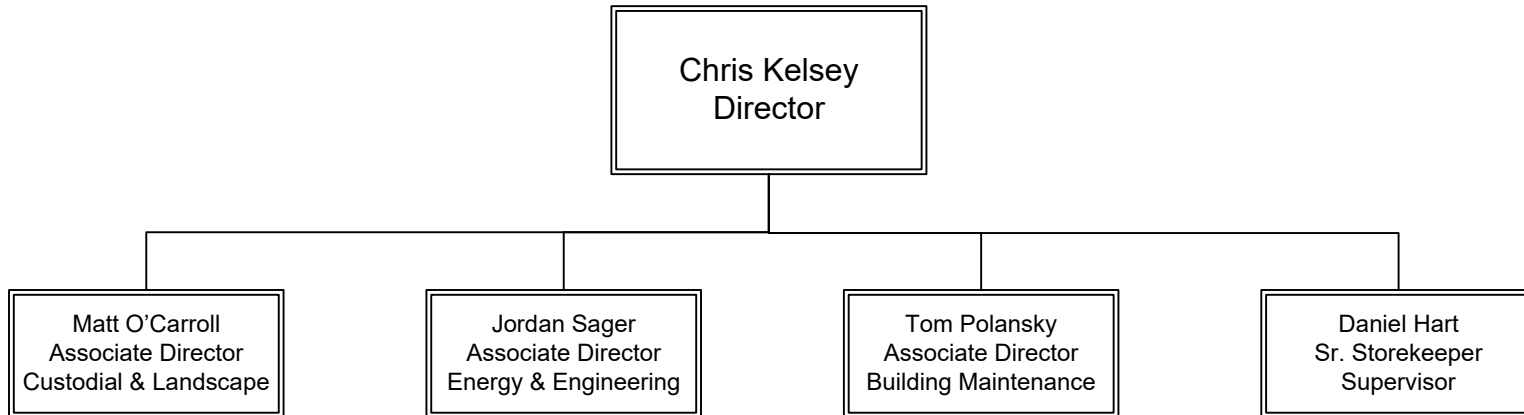 Chris Kelsey
Director
Matt O’Carroll
Associate Director
Custodial & Landscape
Jordan Sager
Associate Director
Energy & Engineering
Tom Polansky
Associate Director
Building Maintenance
Daniel Hart
Sr. Storekeeper
Supervisor